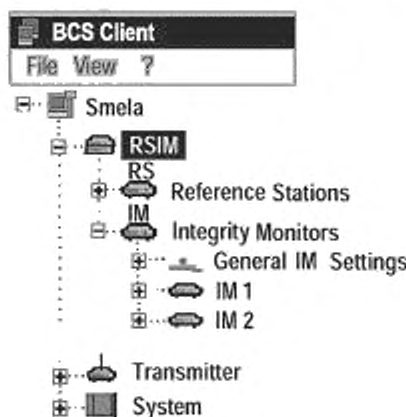 BCS Client
File View ?
Smela
RSIM
RS
Reference Stations
IM
Integrity Monitors
General IM Settings
IM 1
IM 2
Transmitter
System